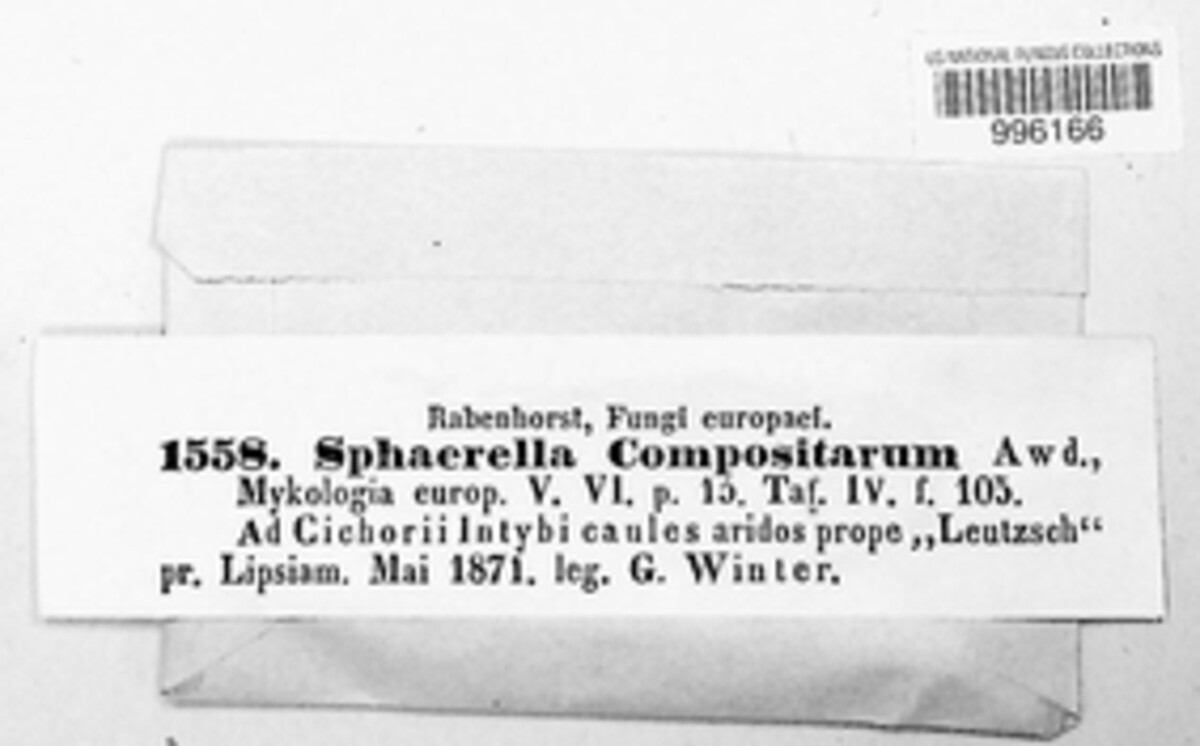 US NATIONAL FUNGUS COLLECTIONS
996166
Rabenhorst, Fungi europaei.
1558. Sphaerella Compositarum Awd.,
Mykologia europ. V. VI. p. 15. Taf. IV. f. 105.
Ad Cichorii Intybi caules aridos prope „Leutzsch“
pr. Lipsiam. Mai 1871. leg. G. Winter.